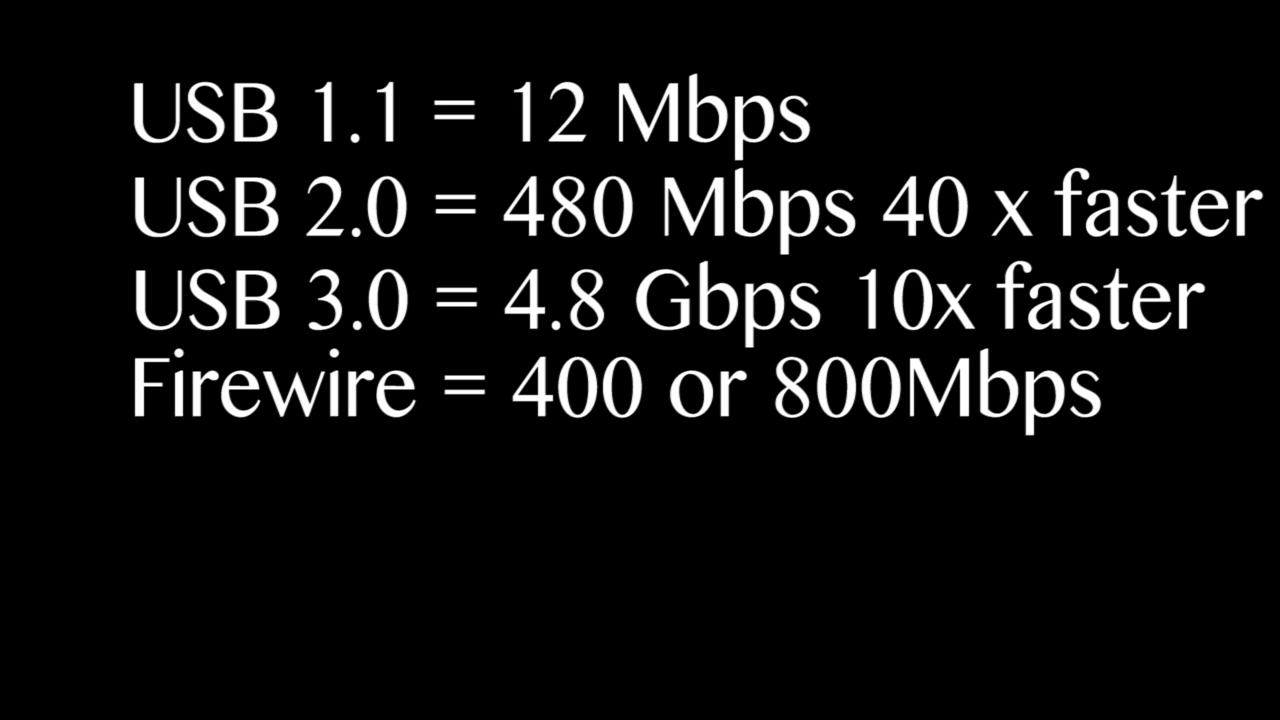 USB 1.1 = 12 Mbps
USB 2.0 = 480 Mbps 40 x faster
USB 3.0 = 4.8 Gbps 10x faster
Firewire = 400 or 800Mbps